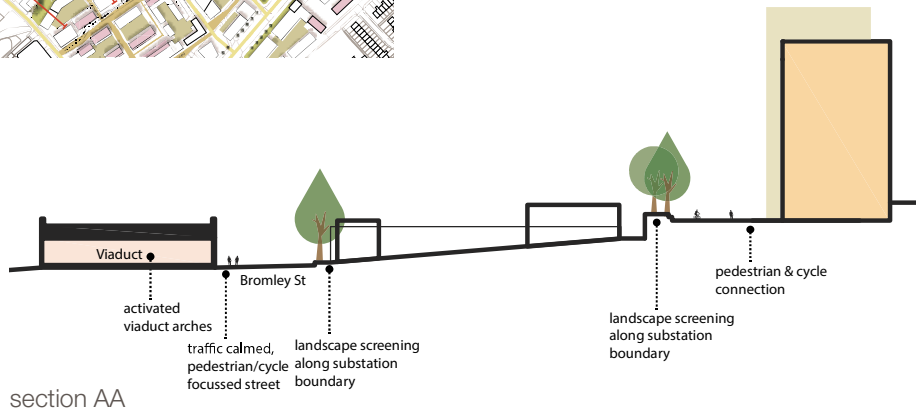 Viaduct
Bromley St
activated
viaduct arches
traffic calmed,
pedestrian/cycle
focussed street
landscape screening
along substation
boundary
landscape screening
along substation
boundary
pedestrian & cycle
connection
section AA